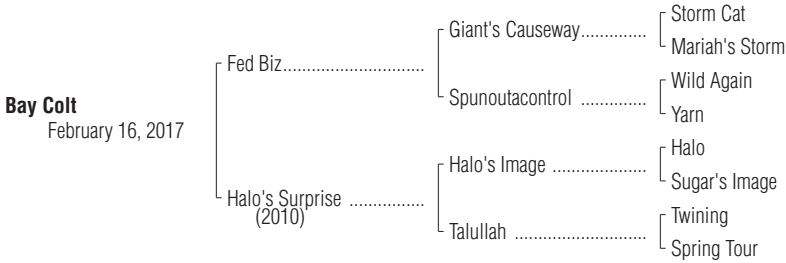 Storm Cat
Giant's Causeway..............
Mariah's Storm
Fed Biz.............................
Wild Again
Spunoutacontrol ..............
Yarn
Bay Colt
February 16, 2017
Halo
Halo's Image ....................
Sugar's Image
Halo's Surprise ................
(2010)
Twining
Talullah ............................
Spring Tour